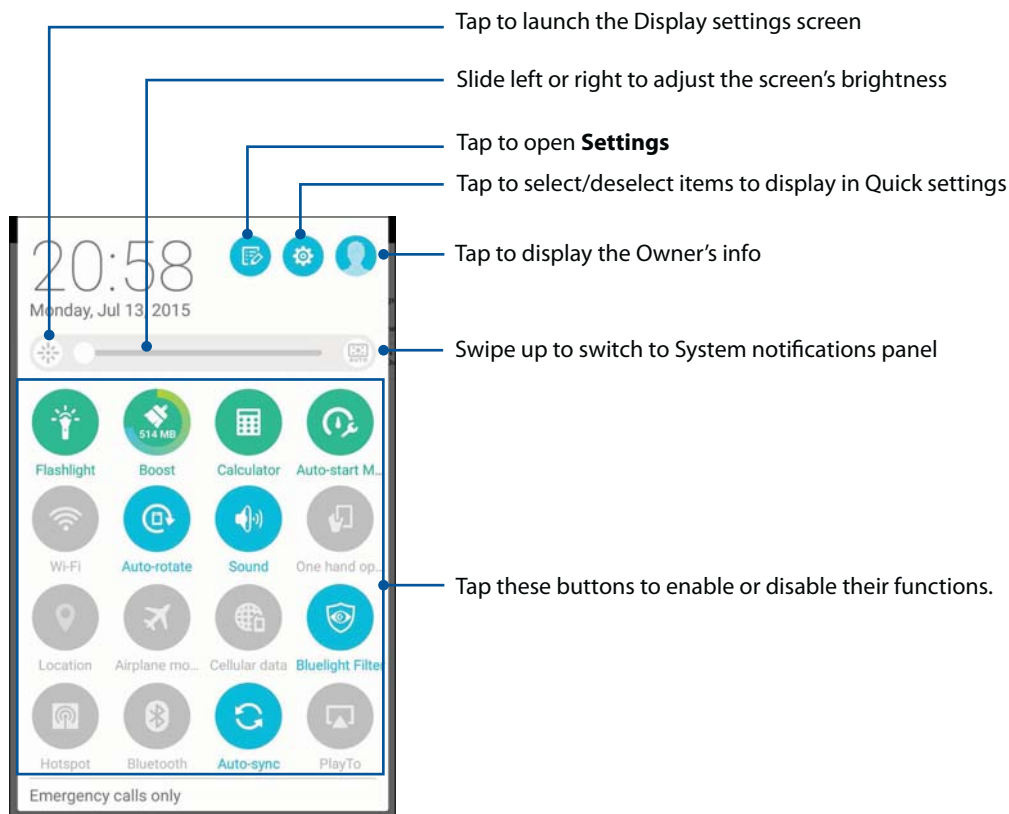 Tap to launch the Display settings screen
Slide left or right to adjust the screen's brightness
Tap to open Settings
Tap to select/deselect items to display in Quick settings
Tap to display the Owner's info
Swipe up to switch to System notifications panel
Tap these buttons to enable or disable their functions.
20:58
Monday, Jul 13, 2015
AUTO
514 MB
Flashlight Boost Calculator Auto-start M..
Wi-Fi Auto-rotate Sound One hand op..
Location Airplane mo... Cellular data Bluelight Filter
Hotspot Bluetooth Auto-sync PlayTo
Emergency calls only